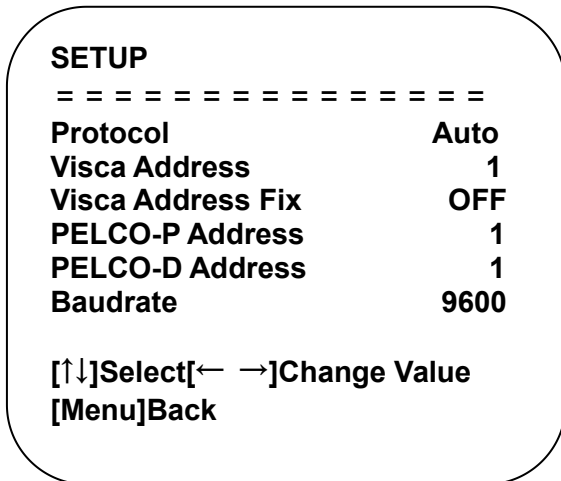 SETUP
= = = = = = = = = = = = = = =
Protocol Auto
Visca Address 1
Visca Address Fix OFF
PELCO-P Address 1
PELCO-D Address 1
Baudrate 9600
[↑↓]Select[← →]Change Value
[Menu]Back